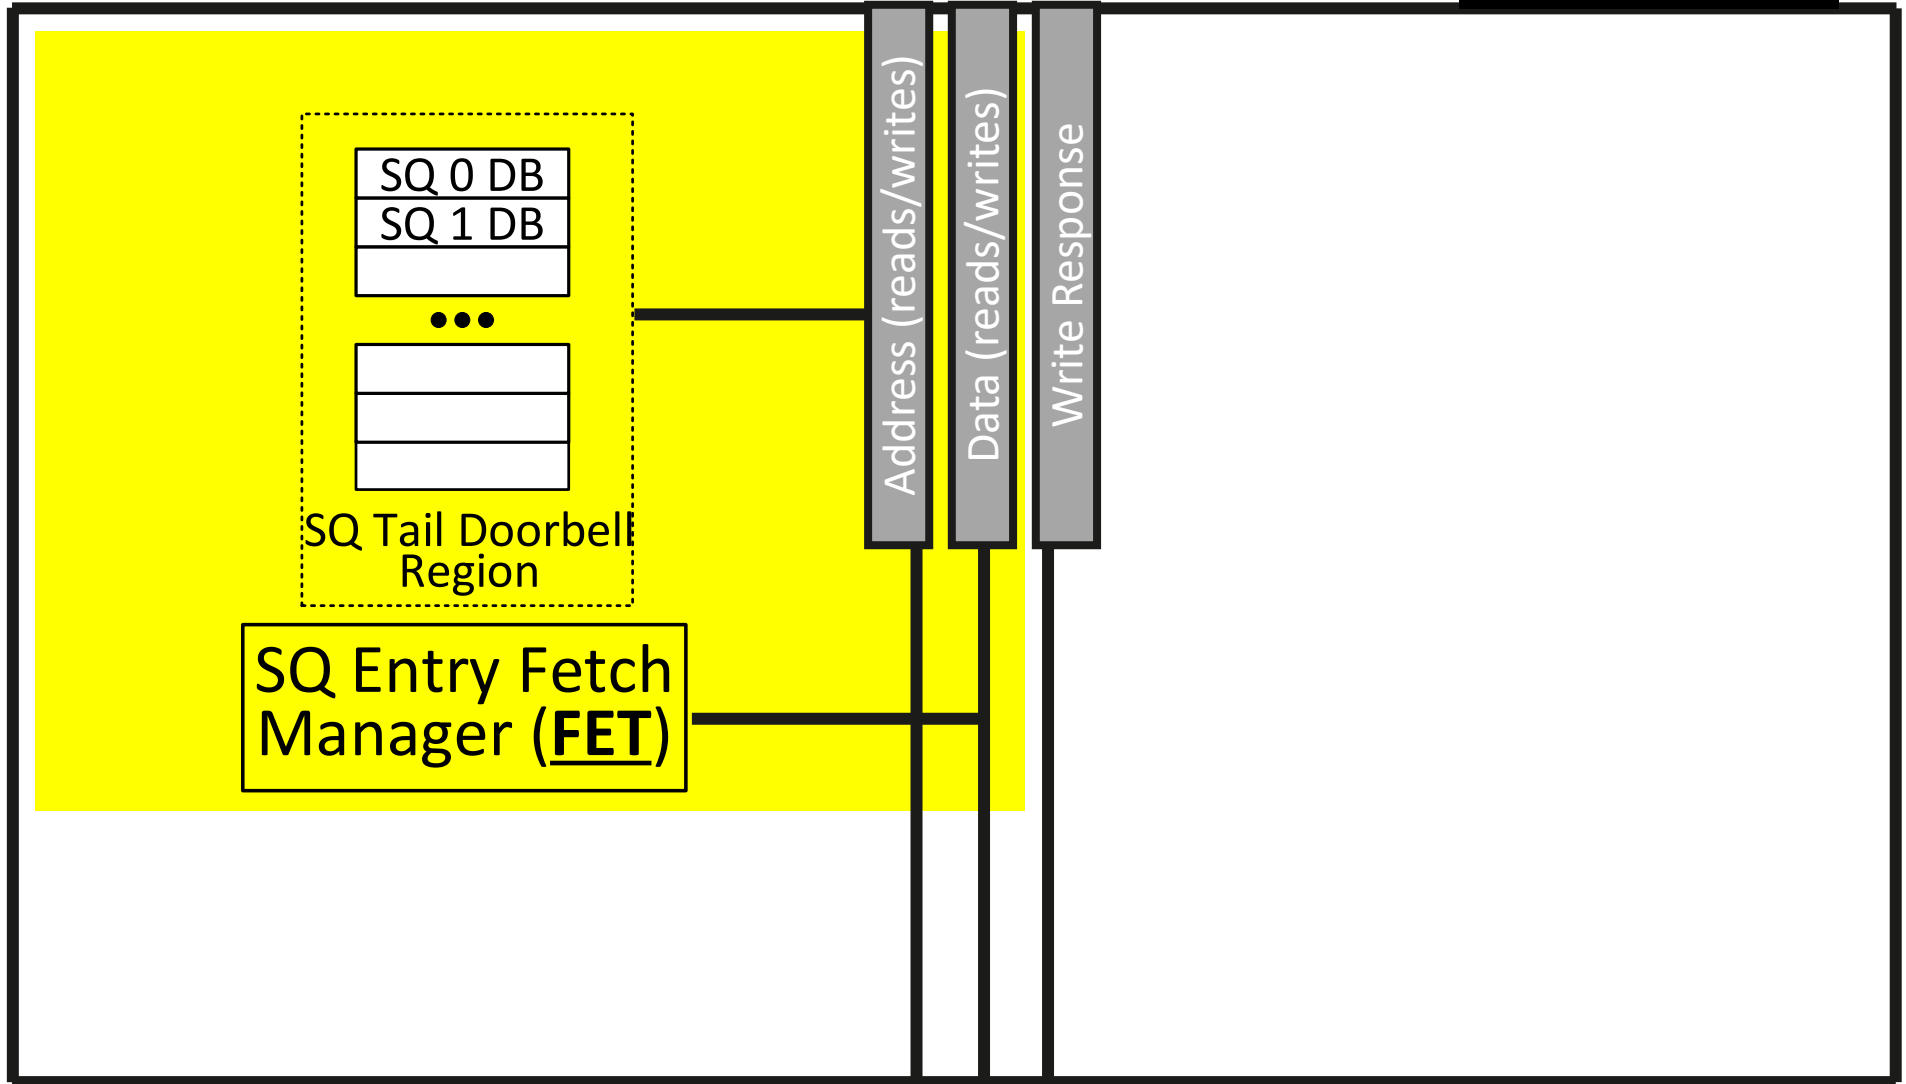 SQ 0 DB
SQ 1 DB
•••
SQ Tail Doorbell
Region
SQ Entry Fetch
Manager (FET)
Address (reads/writes)
Data (reads/writes)
Write Response